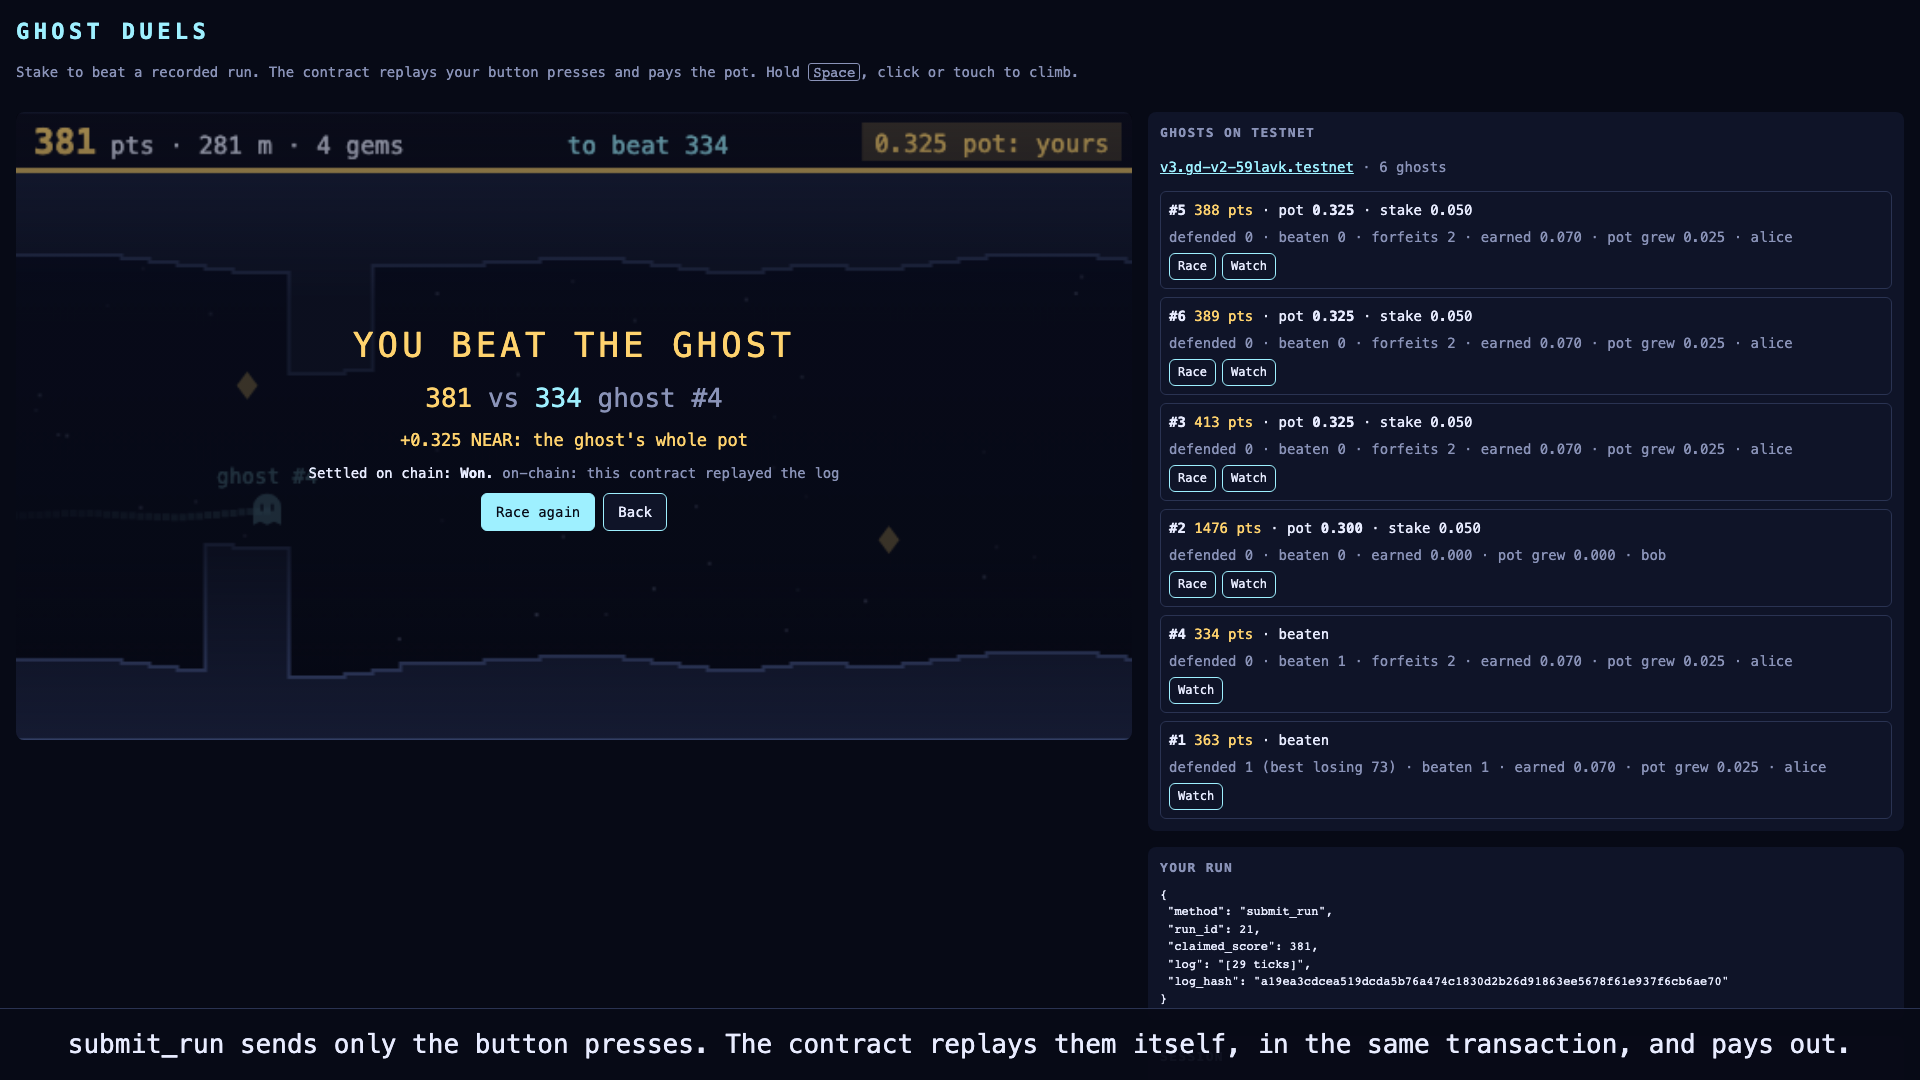 GHOST DUELS
Stake to beat a recorded run. The contract replays your button presses and pays the pot. Hold Space, click or touch to climb.
381 pts · 281 m · 4 gems
to beat 334
0.325 pot: yours
YOU BEAT THE GHOST
381 vs 334 ghost #4
+0.325 NEAR: the ghost's whole pot
ghost #4
Settled on chain: Won. on-chain: this contract replayed the log
Race again
Back
GHOSTS ON TESTNET
v3.gd-v2-59lavk.testnet · 6 ghosts
#5 388 pts · pot 0.325 · stake 0.050
defended 0 · beaten 0 · forfeits 2 · earned 0.070 · pot grew 0.025 · alice
Race Watch
#6 389 pts · pot 0.325 · stake 0.050
defended 0 · beaten 0 · forfeits 2 · earned 0.070 · pot grew 0.025 · alice
Race Watch
#3 413 pts · pot 0.325 · stake 0.050
defended 0 · beaten 0 · forfeits 2 · earned 0.070 · pot grew 0.025 · alice
Race Watch
#2 1476 pts · pot 0.300 · stake 0.050
defended 0 · beaten 0 · earned 0.000 · pot grew 0.000 · bob
Race Watch
#4 334 pts · beaten
defended 0 · beaten 1 · forfeits 2 · earned 0.070 · pot grew 0.025 · alice
Watch
#1 363 pts · beaten
defended 1 (best losing 73) · beaten 1 · earned 0.070 · pot grew 0.025 · alice
Watch
YOUR RUN
{
"method": "submit_run",
"run_id": 21,
"claimed_score": 381,
"log": "[29 ticks]",
"log_hash": "a19ea3cdcea519dcda5b76a474c1830d2b26d91863ee5678f61e937f6cb6ae70"
}
submit_run sends only the button presses. The contract replays them itself, in the same transaction, and pays out.